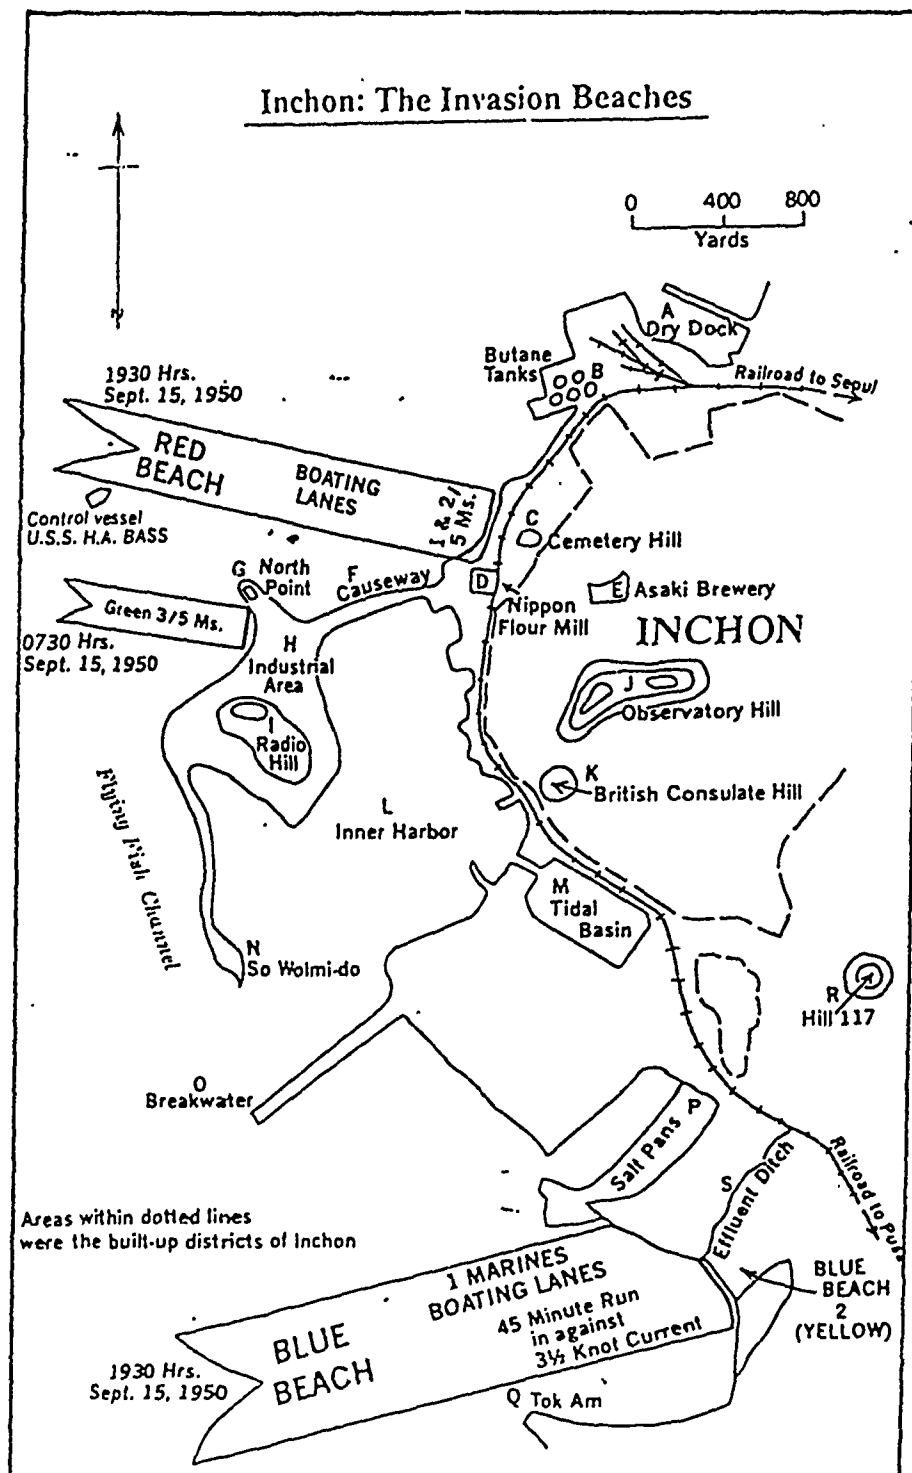 Inchon: The Invasion Beaches
0 400 800
Yards
N
A
Dry Dock
Butane
Tanks
B
Railroad to Seoul
1930 Hrs.
Sept. 15, 1950
RED
BEACH
BOATING
LANES
1 & 2/
5 Ms.
Control vessel
U.S.S. H.A. BASS
C
Cemetery Hill
G
North
Point
F
Causeway
D
Nippon
Flour Mill
E
Asaki Brewery
Green 3/5 Ms.
0730 Hrs.
Sept. 15, 1950
INCHON
H
Industrial
Area
I
Radio
Hill
J
Observatory Hill
K
British Consulate Hill
Flying Fish Channel
L
Inner Harbor
M
Tidal
Basin
N
So Wolmi-do
R
Hill 117
O
Breakwater
P
Salt Pans
S
Effluent Ditch
Railroad to Pusa
Areas within dotted lines
were the built-up districts of Inchon
1 MARINES
BOATING LANES
45 Minute Run
in against
3½ Knot Current
BLUE
BEACH
BLUE
BEACH
2
(YELLOW)
1930 Hrs.
Sept. 15, 1950
Q Tok Am